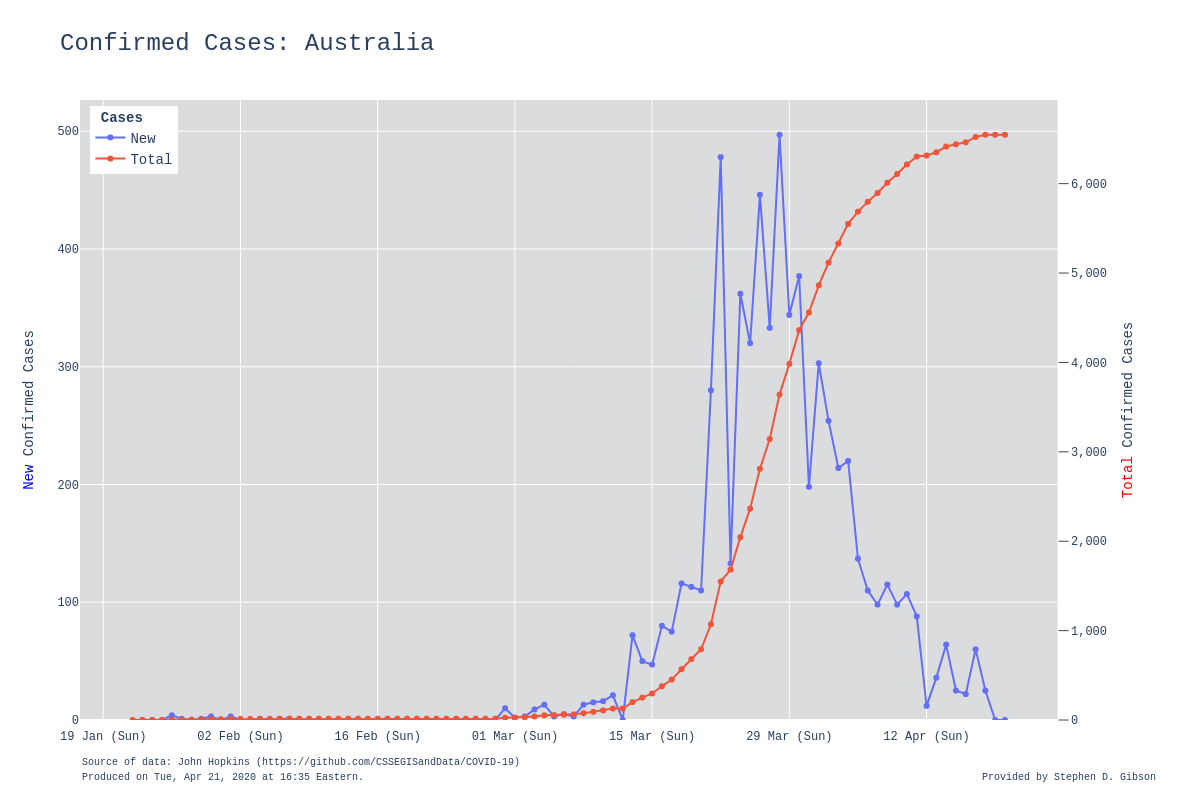 Confirmed Cases: Australia
Cases
New
Total
500
400
300
200
100
0
New Confirmed Cases
6,000
5,000
4,000
3,000
2,000
1,000
0
Total Confirmed Cases
19 Jan (Sun)
02 Feb (Sun)
16 Feb (Sun)
01 Mar (Sun)
15 Mar (Sun)
29 Mar (Sun)
12 Apr (Sun)
Source of data: John Hopkins (https://github.com/CSSEGISandData/COVID-19)
Produced on Tue, Apr 21, 2020 at 16:35 Eastern.
Provided by Stephen D. Gibson